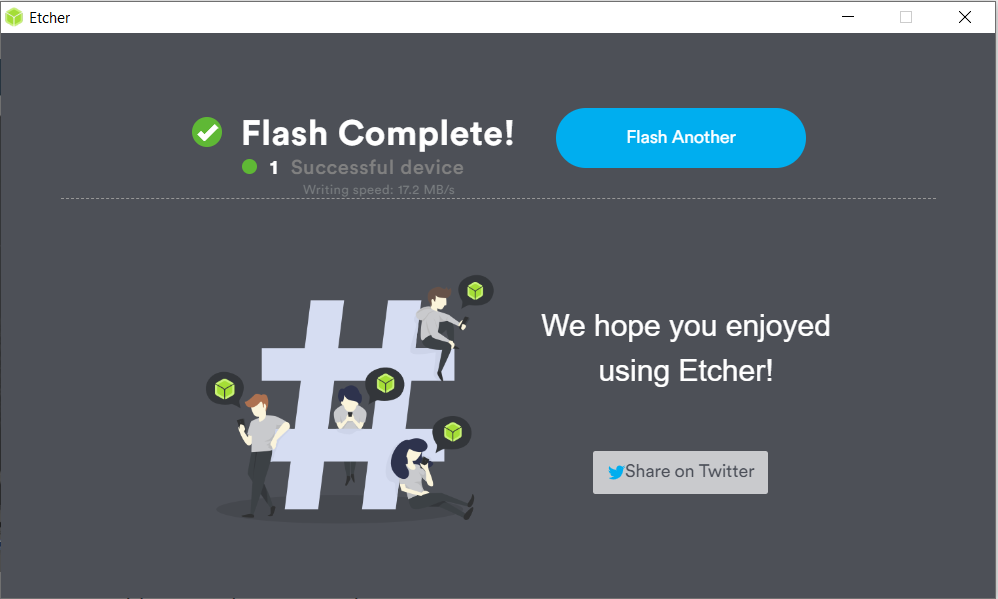 Etcher
Flash Complete!
Flash Another
1 Successful device
Writing speed: 17.2 MB/s
We hope you enjoyed
using Etcher!
Share on Twitter